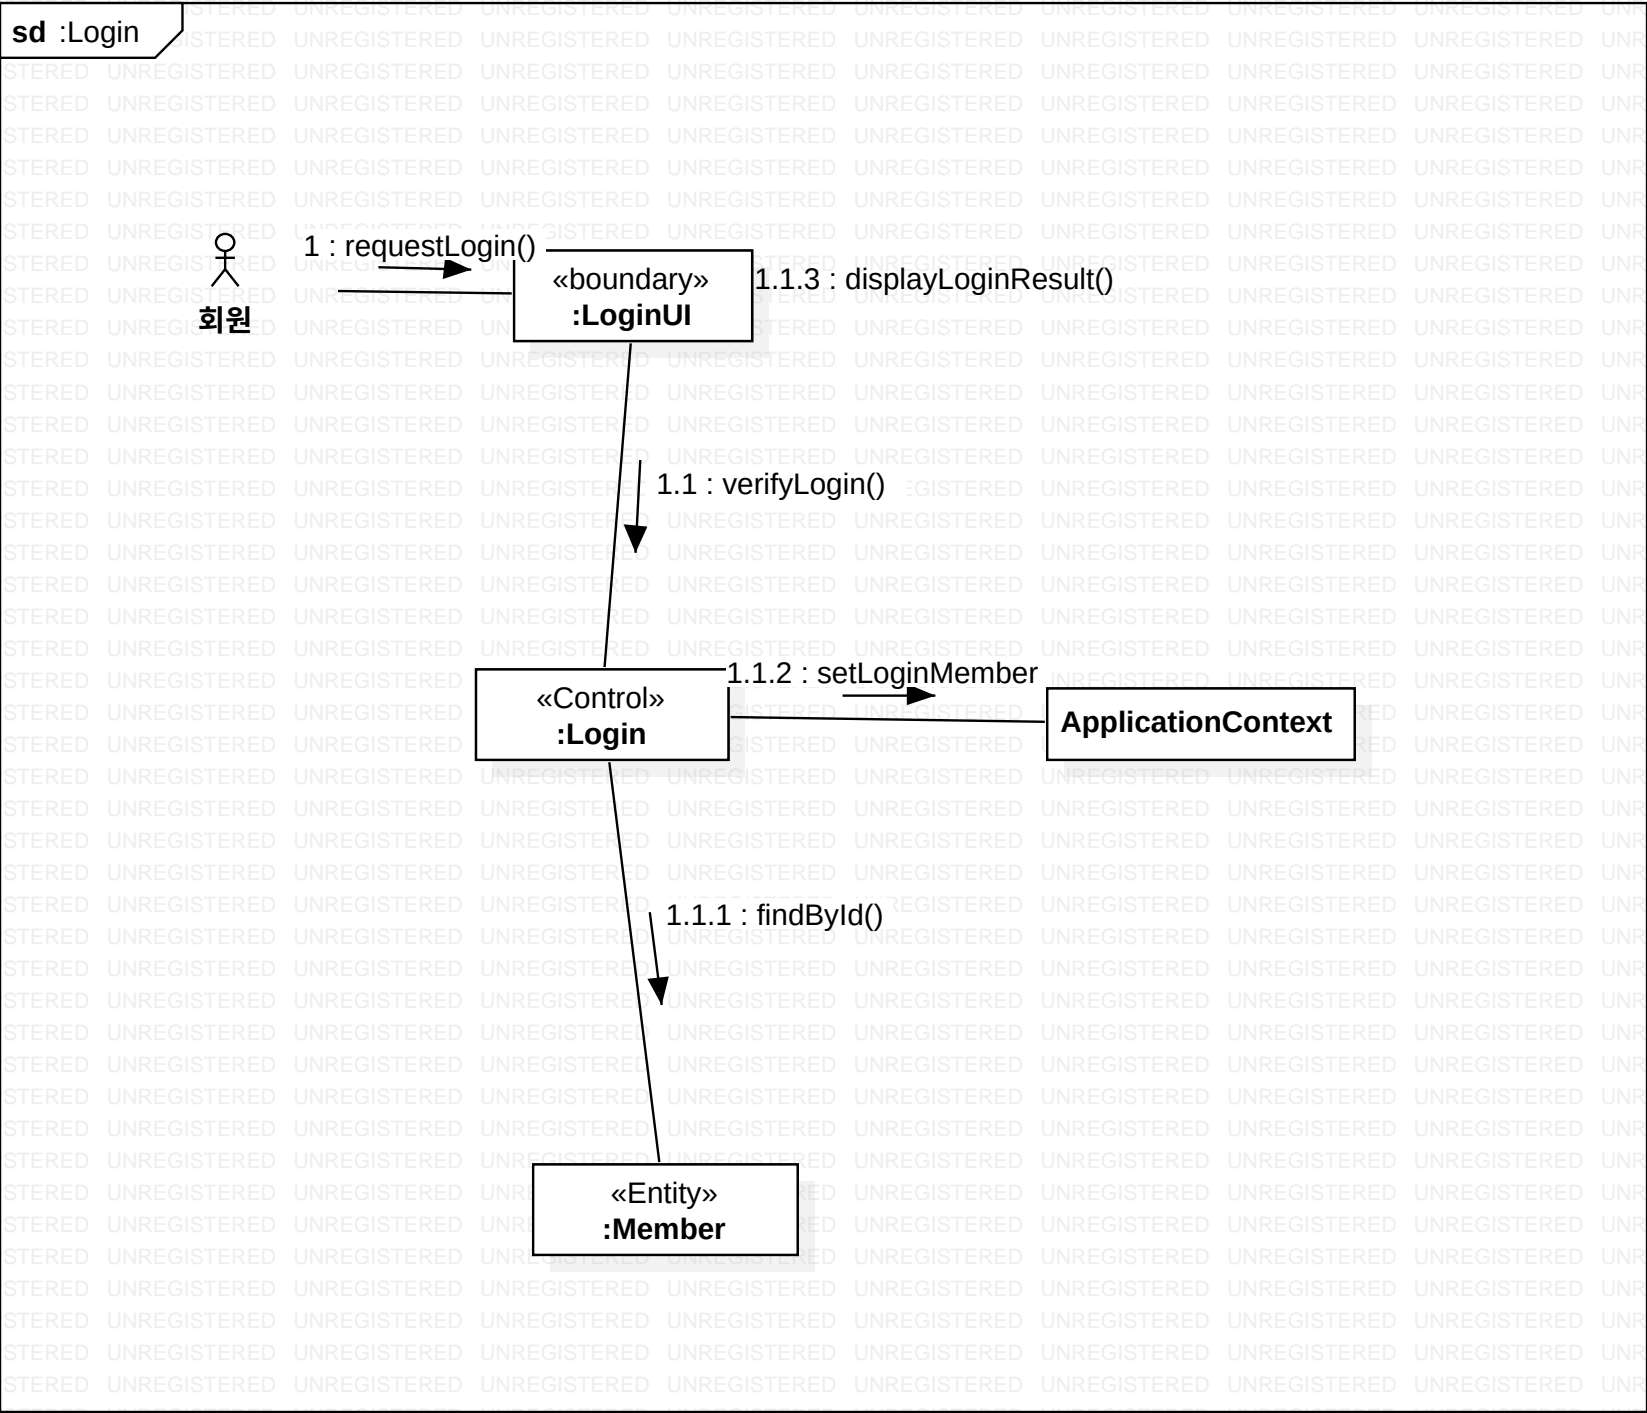 sd :Login
1 : requestLogin()
«boundary»
:LoginUI
1.1.3 : displayLoginResult()
회원
1.1 : verifyLogin()
«Control»
:Login
1.1.2 : setLoginMember
ApplicationContext
1.1.1 : findById()
«Entity»
:Member
UNREGISTERED